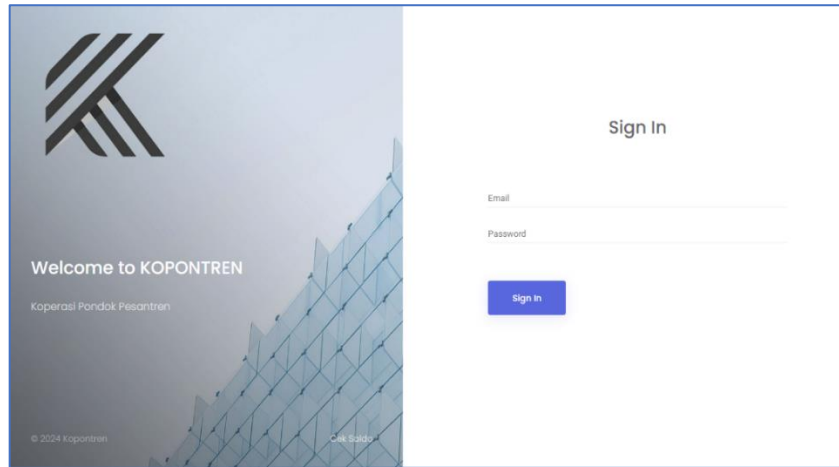 Welcome to KOPONTREN
Koperasi Pondok Pesantren
© 2024 Kopontren
Cek Saldo
Sign In
Email
Password
Sign In